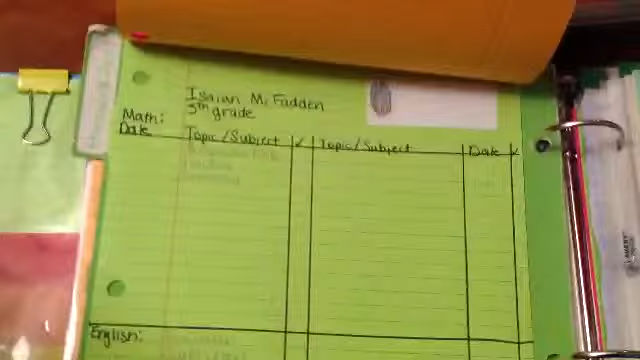 Isaiah McFadden
5th grade
Math:
Date Topic/Subject ✓ Topic/Subject Date ✓
English: